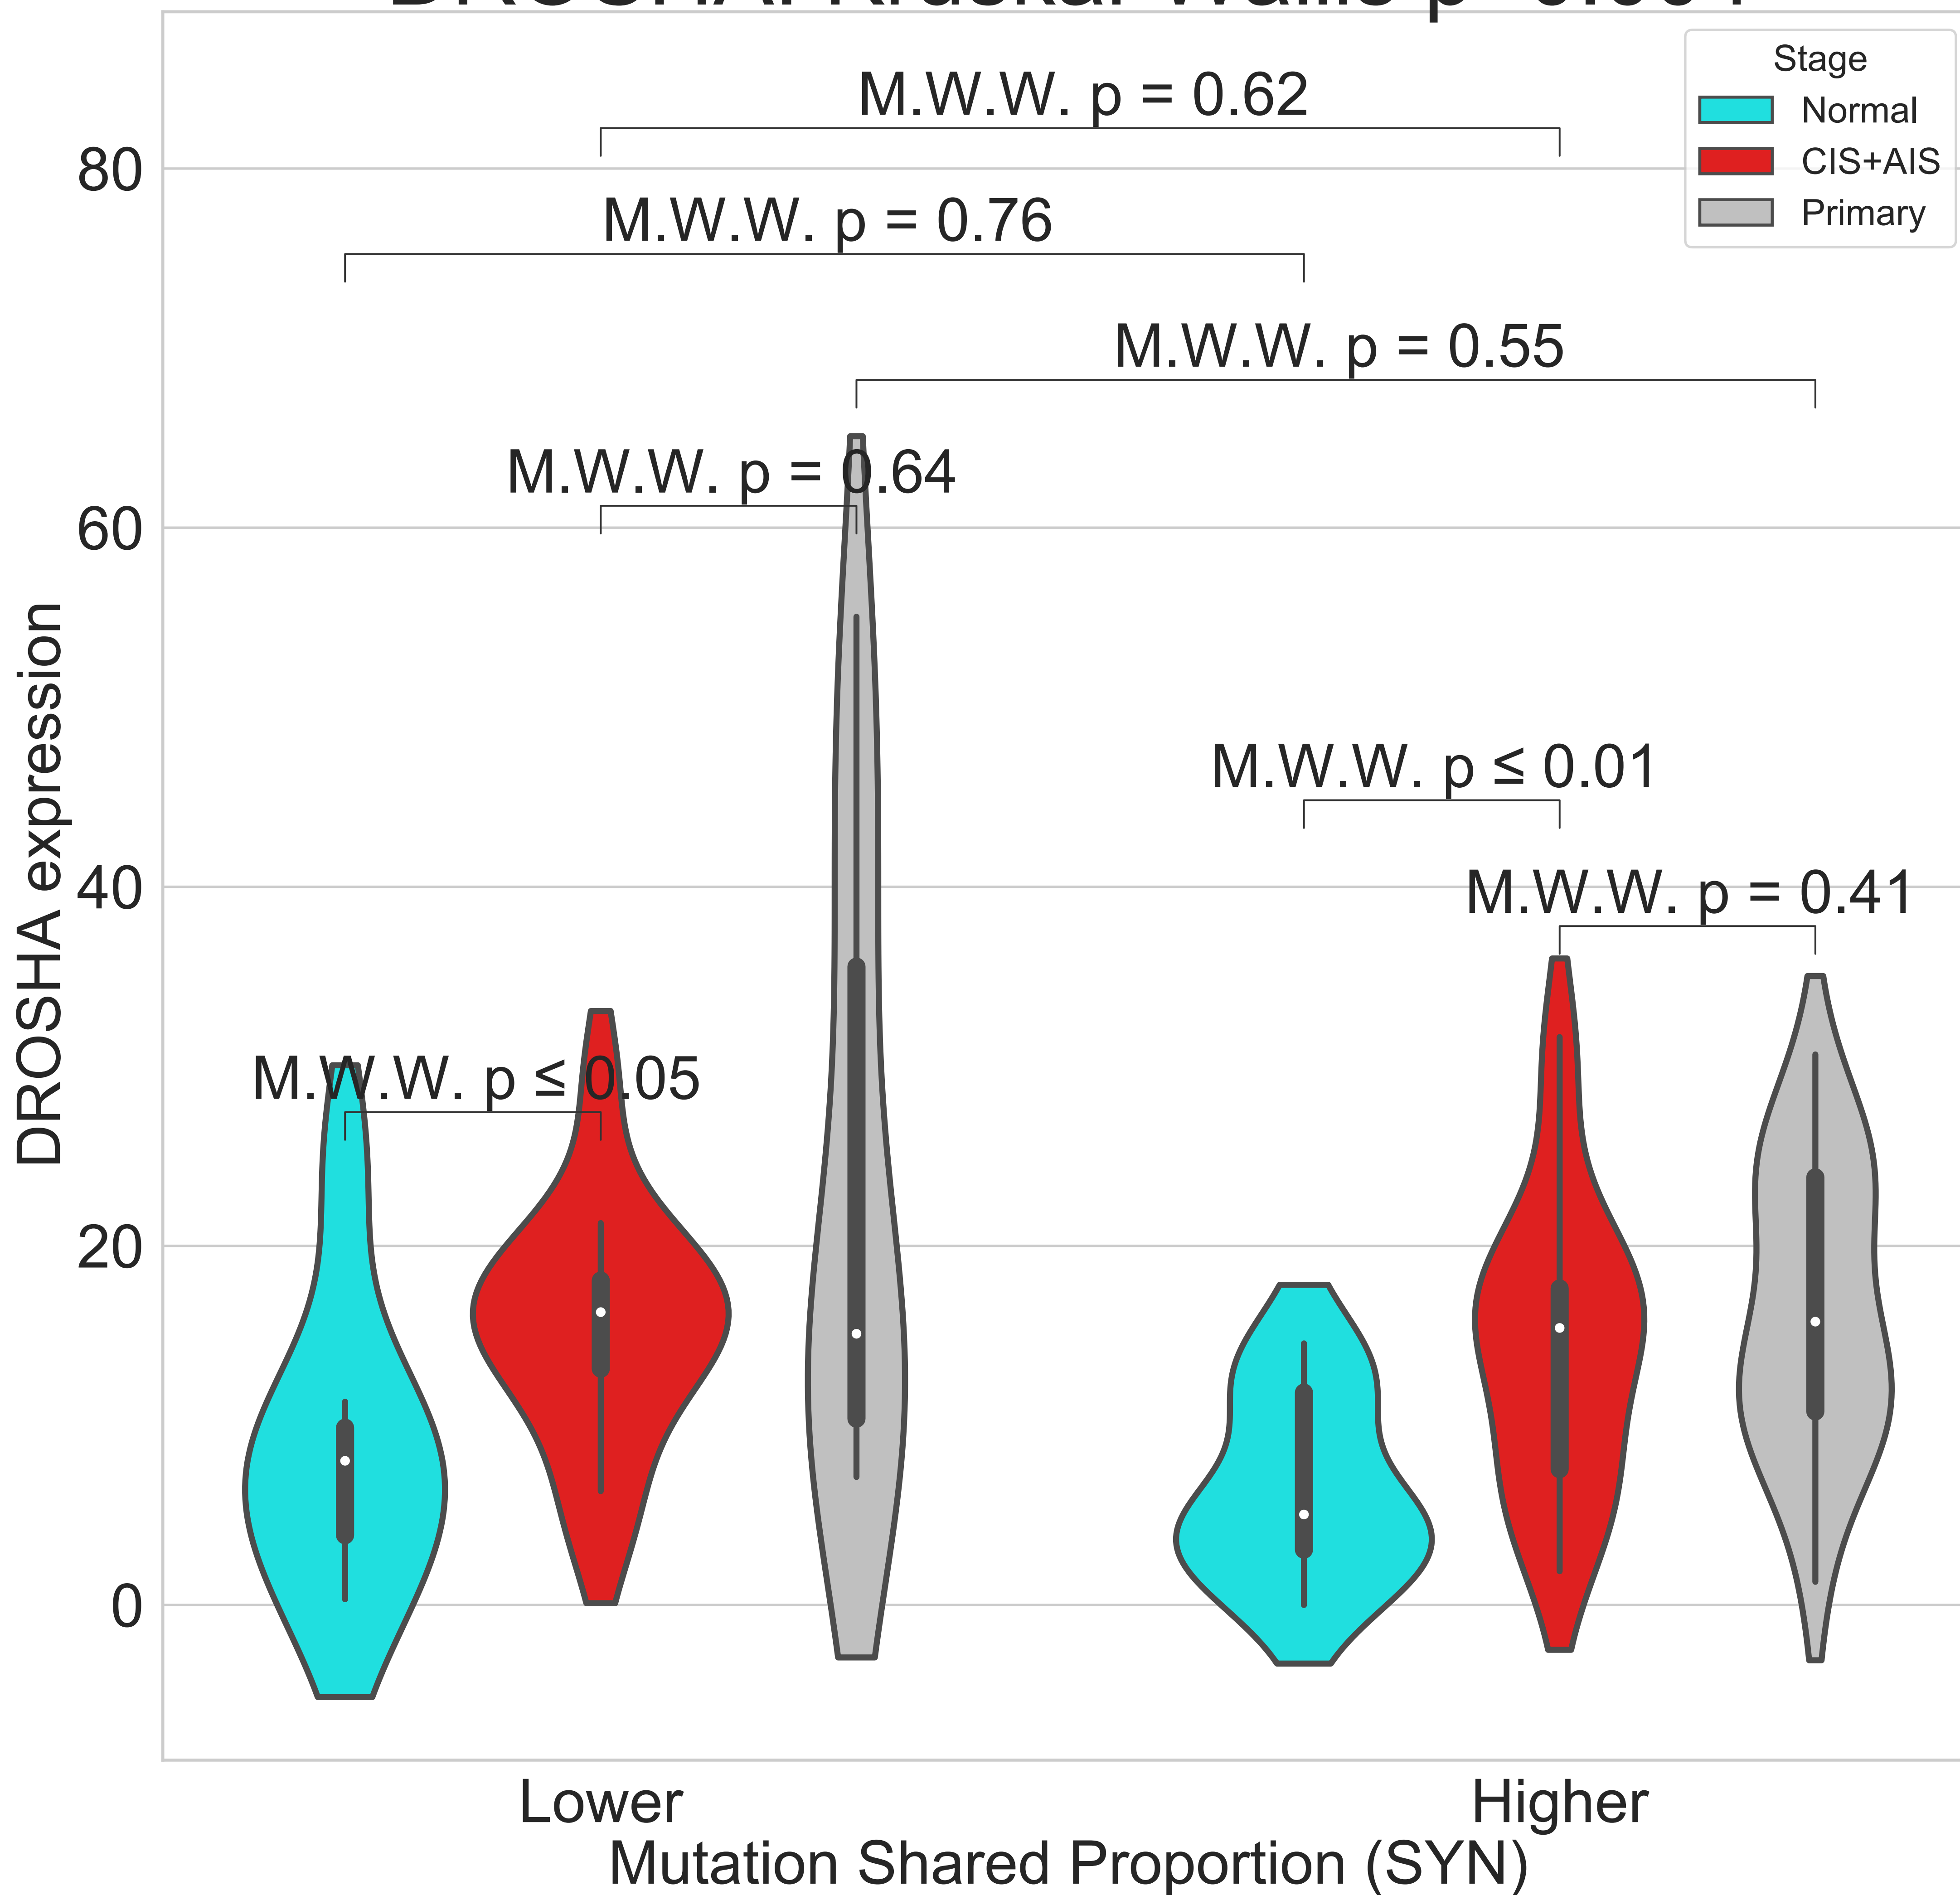 Stage
Normal
CIS+AIS
Primary
M.W.W. p = 0.62
M.W.W. p = 0.76
M.W.W. p = 0.55
M.W.W. p = 0.64
M.W.W. p ≤ 0.01
M.W.W. p = 0.41
M.W.W. p ≤ 0.05
80
60
40
20
0
DROSHA expression
Lower
Higher
Mutation Shared Proportion (SYN)